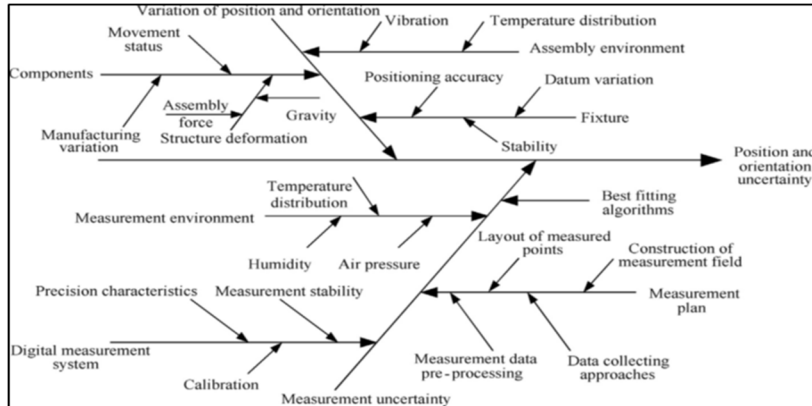 Variation of position and orientation
Movement
status
Vibration
Temperature distribution
Assembly environment
Components
Positioning accuracy
Datum variation
Assembly
force
Gravity
Fixture
Manufacturing
variation
Structure deformation
Stability
Position and
orientation
uncertainty
Temperature
distribution
Measurement environment
Best fitting
algorithms
Layout of measured
points
Construction of
measurement field
Humidity
Air pressure
Precision characteristics
Measurement stability
Measurement
plan
Digital measurement
system
Measurement data
pre-processing
Data collecting
approaches
Calibration
Measurement uncertainty